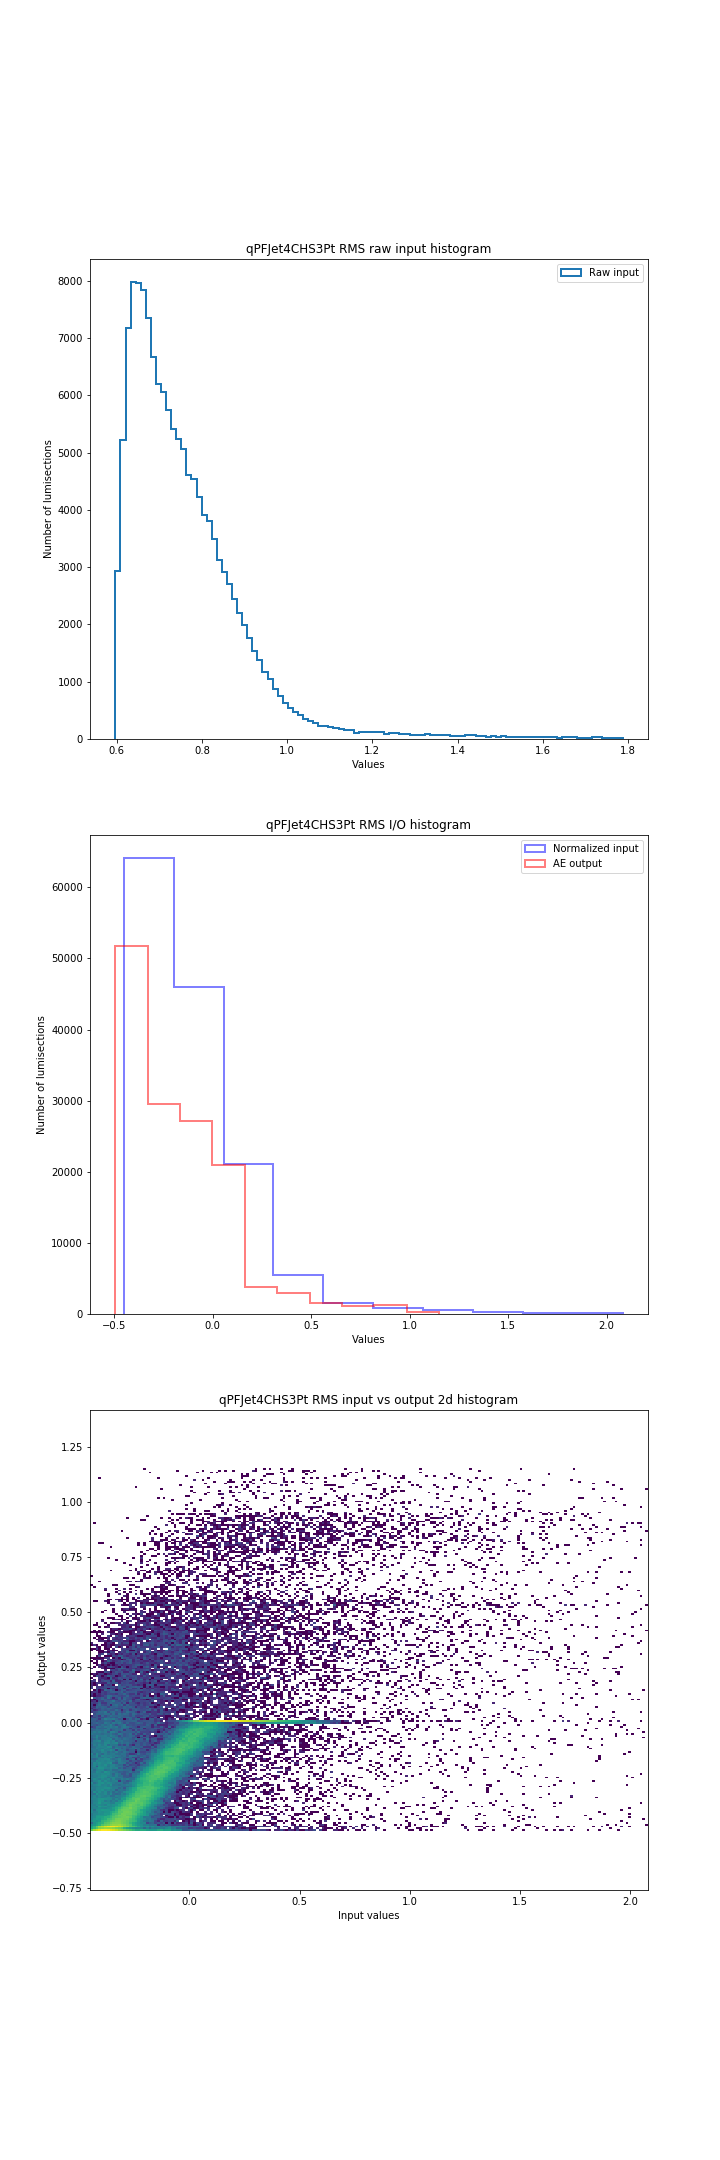 qPFJet4CHS3Pt RMS raw input histogram
Raw input
8000
7000
6000
5000
4000
3000
2000
1000
0
Number of lumisections
0.6 0.8 1.0 1.2 1.4 1.6 1.8
Values
qPFJet4CHS3Pt RMS I/O histogram
Normalized input
AE output
60000
50000
40000
30000
20000
10000
0
Number of lumisections
−0.5 0.0 0.5 1.0 1.5 2.0
Values
qPFJet4CHS3Pt RMS input vs output 2d histogram
1.25
1.00
0.75
0.50
0.25
0.00
−0.25
−0.50
−0.75
Output values
0.0 0.5 1.0 1.5 2.0
Input values